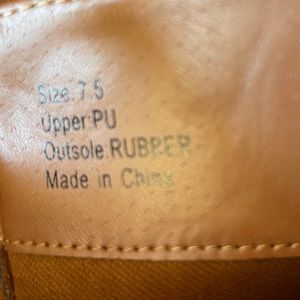 Size:7.5
Upper:PU
Outsole:RUBBER
Made in China